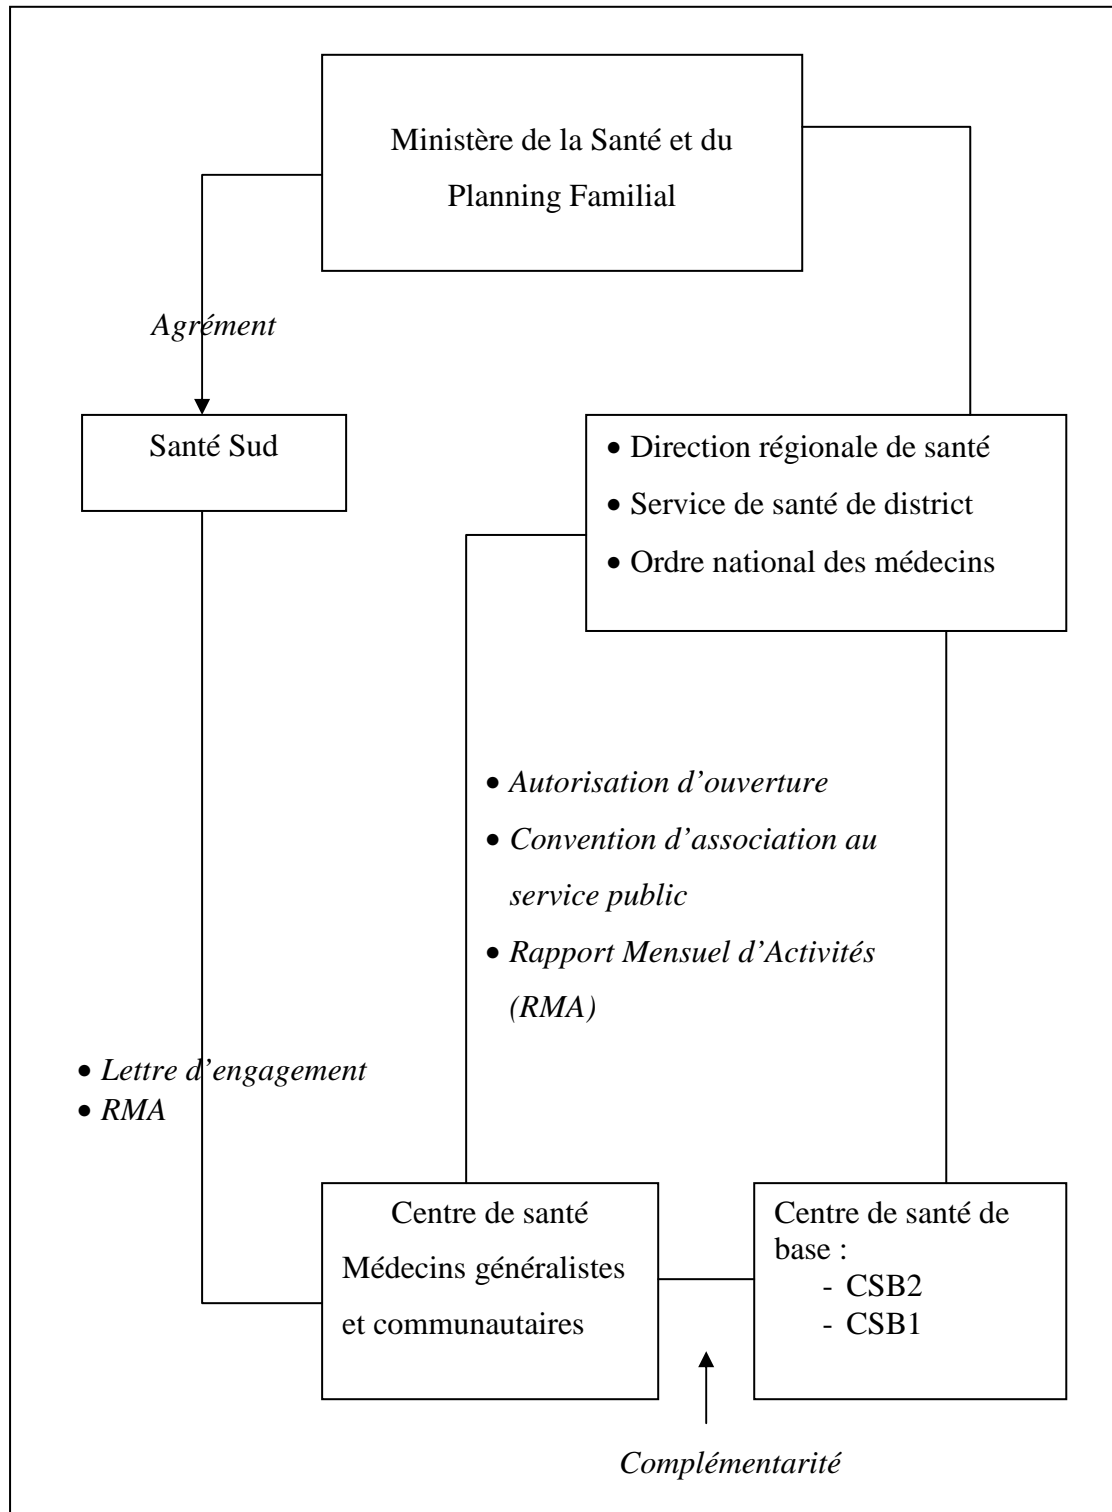 Ministère de la Santé et du
Planning Familial
Agrément
Santé Sud
• Direction régionale de santé
• Service de santé de district
• Ordre national des médecins
• Autorisation d’ouverture
• Convention d’association au
service public
• Rapport Mensuel d’Activités
(RMA)
• Lettre d’engagement
• RMA
Centre de santé
Médecins généralistes
et communautaires
Centre de santé de
base :
- CSB2
- CSB1
Complémentarité